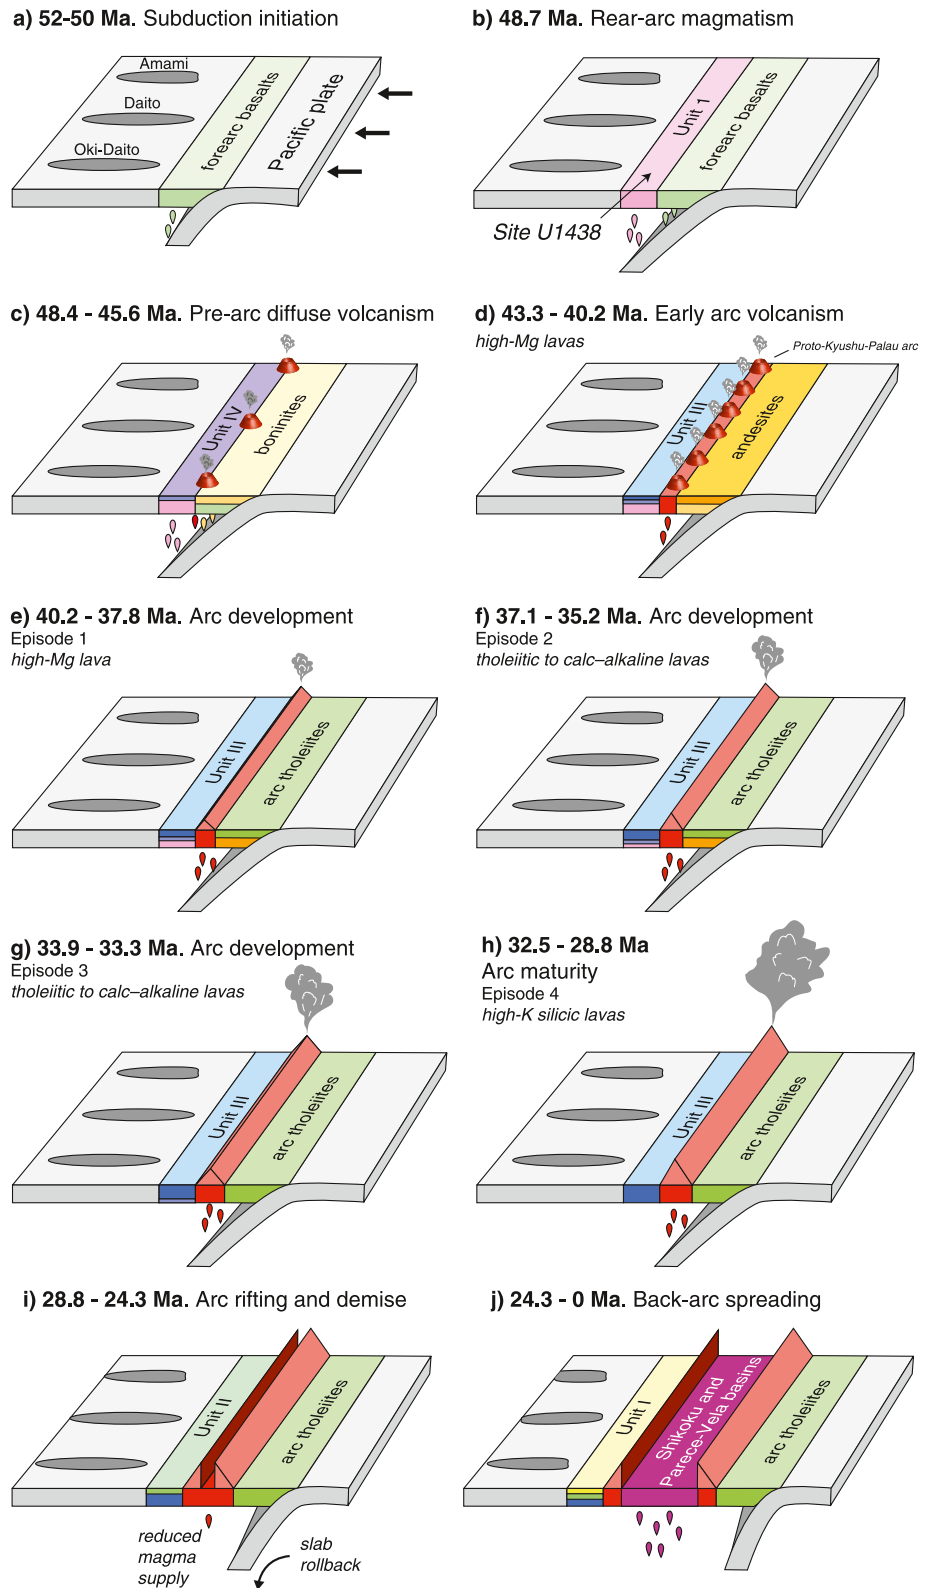 a) 52-50 Ma. Subduction initiation
Amami
Daito
Oki-Daito
forearc basalts
Pacific plate
b) 48.7 Ma. Rear-arc magmatism
Unit 1
forearc basalts
Site U1438
c) 48.4 - 45.6 Ma. Pre-arc diffuse volcanism
Unit IV
boninites
d) 43.3 - 40.2 Ma. Early arc volcanism
high-Mg lavas
Proto-Kyushu-Palau arc
Unit III
andesites
e) 40.2 - 37.8 Ma. Arc development
Episode 1
high-Mg lava
Unit III
arc tholeiites
f) 37.1 - 35.2 Ma. Arc development
Episode 2
tholeiitic to calc–alkaline lavas
Unit III
arc tholeiites
g) 33.9 - 33.3 Ma. Arc development
Episode 3
tholeiitic to calc–alkaline lavas
Unit III
arc tholeiites
h) 32.5 - 28.8 Ma
Arc maturity
Episode 4
high-K silicic lavas
Unit III
arc tholeiites
i) 28.8 - 24.3 Ma. Arc rifting and demise
Unit II
arc tholeiites
reduced
magma
supply
slab
rollback
j) 24.3 - 0 Ma. Back-arc spreading
Unit I
Shikoku and
Parece-Vela basins
arc tholeiites